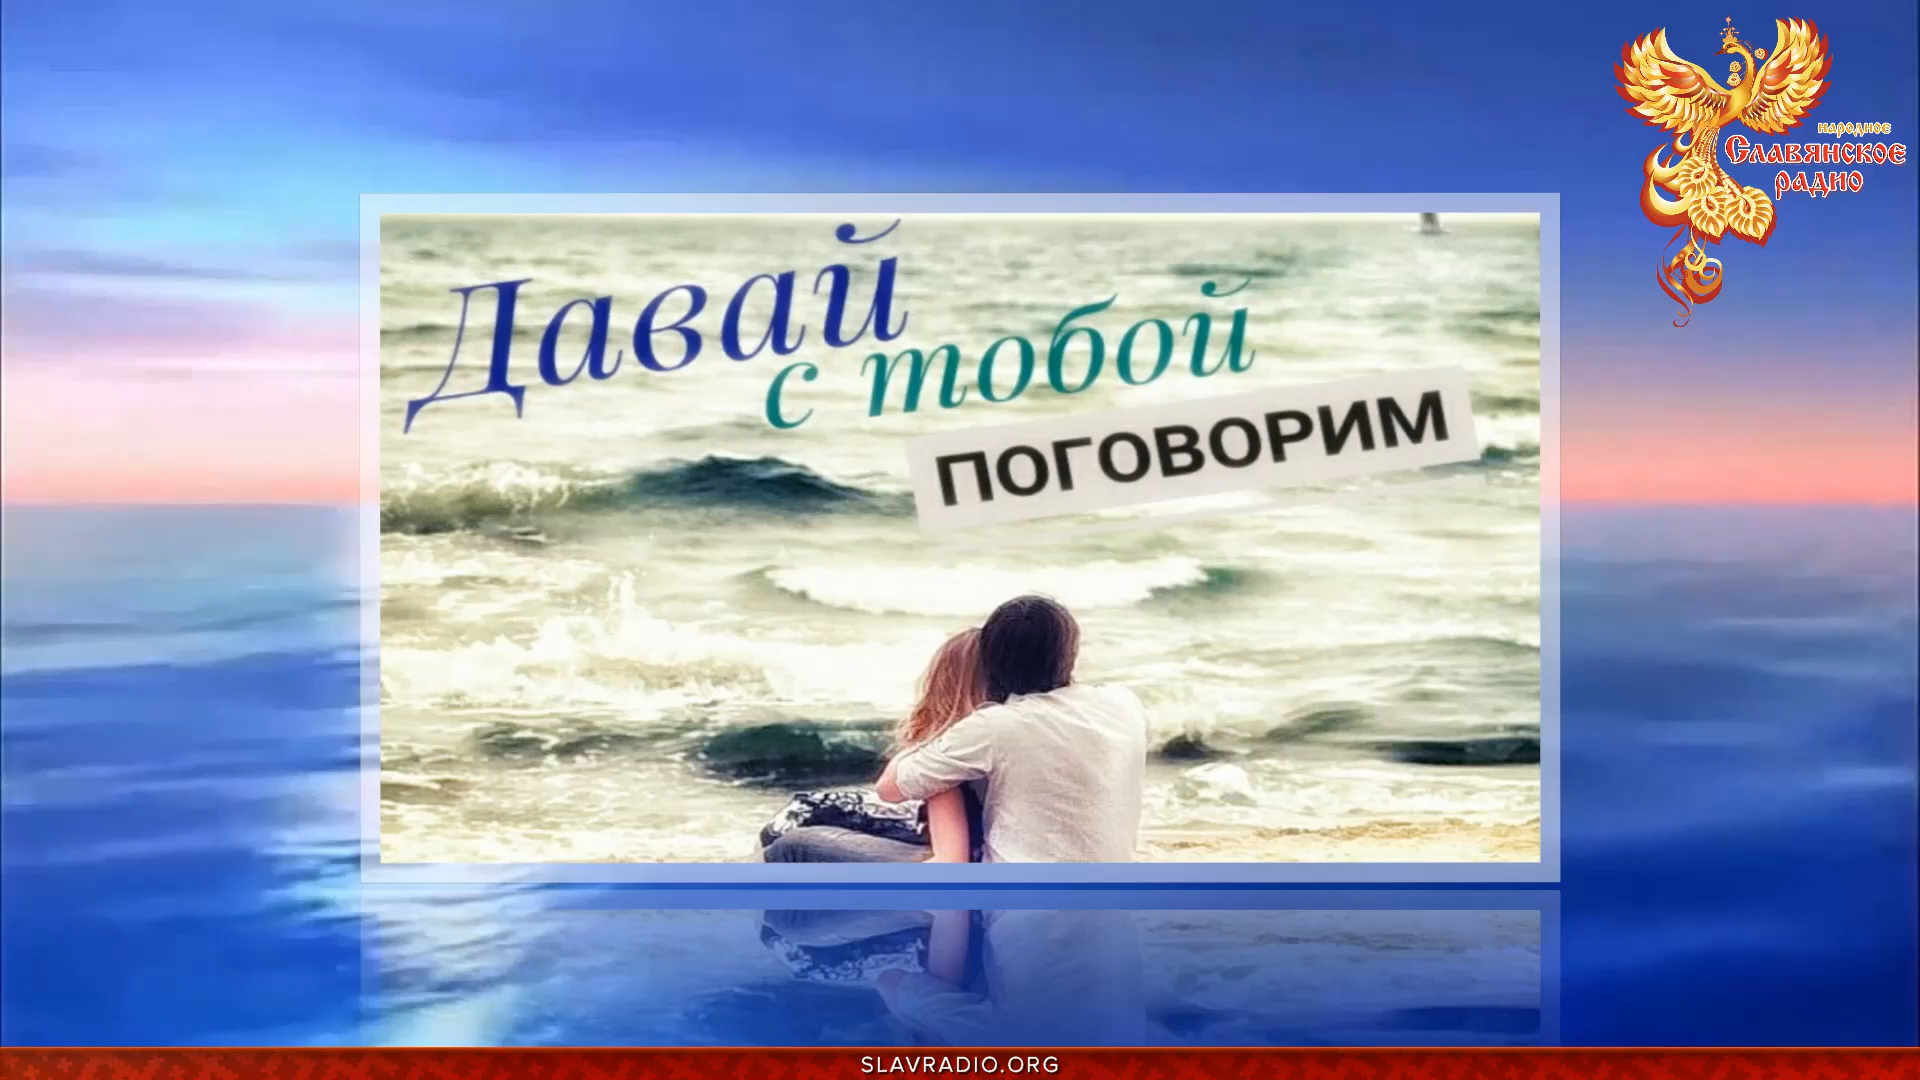 народное
Славянское
радио
Давай
с тобой
ПОГОВОРИМ
SLAVRADIO.ORG